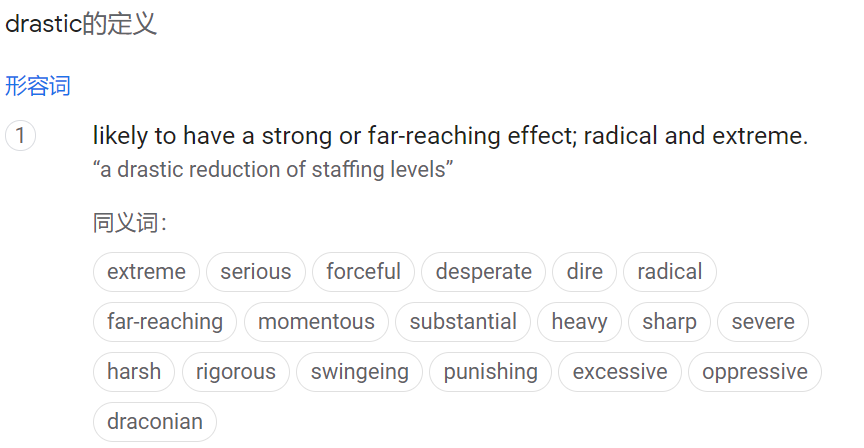 drastic的定义
形容词
1 likely to have a strong or far-reaching effect; radical and extreme.
“a drastic reduction of staffing levels”
同义词：
extreme serious forceful desperate dire radical
far-reaching momentous substantial heavy sharp severe
harsh rigorous swingeing punishing excessive oppressive
draconian